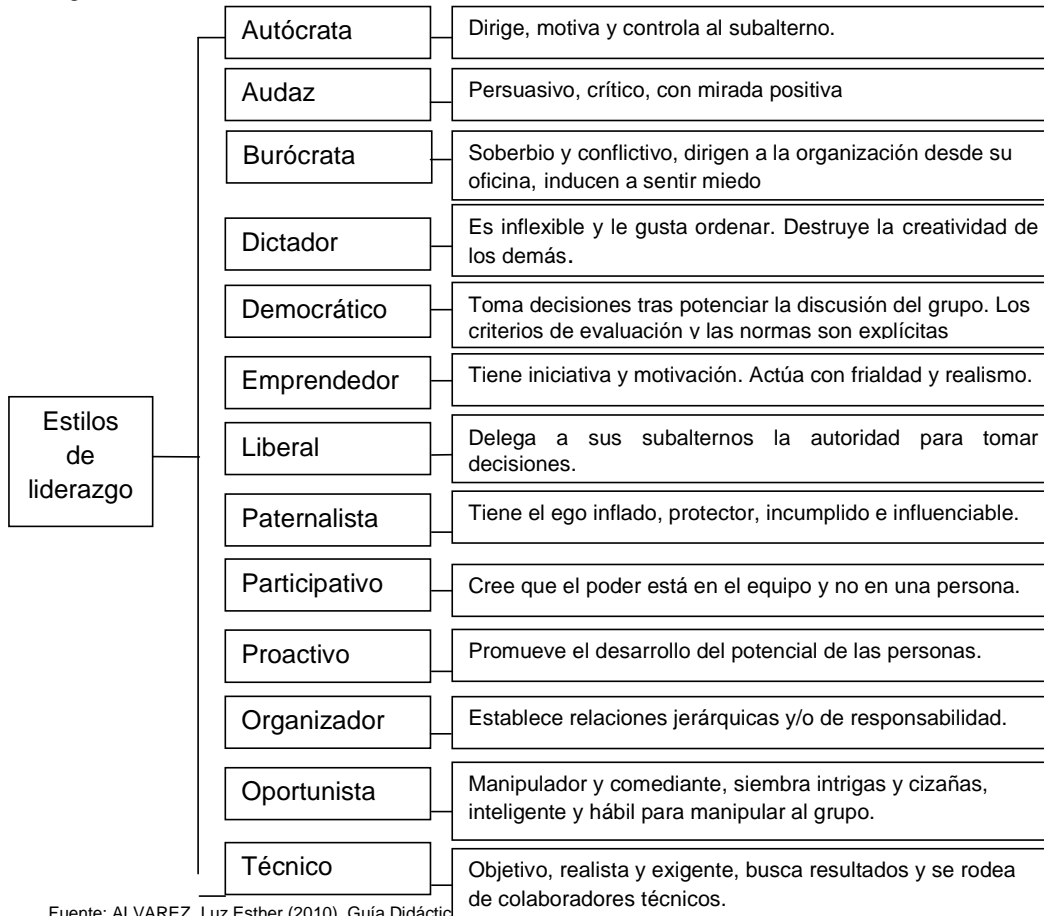 Autócrata
Dirige, motiva y controla al subalterno.
Audaz
Persuasivo, crítico, con mirada positiva
Burócrata
Soberbio y conflictivo, dirigen a la organización desde su
oficina, inducen a sentir miedo
Dictador
Es inflexible y le gusta ordenar. Destruye la creatividad de
los demás.
Democrático
Toma decisiones tras potenciar la discusión del grupo. Los
criterios de evaluación y las normas son explícitas
Emprendedor
Tiene iniciativa y motivación. Actúa con frialdad y realismo.
Estilos
de
liderazgo
Liberal
Delega a sus subalternos la autoridad para tomar
decisiones.
Paternalista
Tiene el ego inflado, protector, incumplido e influenciable.
Participativo
Cree que el poder está en el equipo y no en una persona.
Proactivo
Promueve el desarrollo del potencial de las personas.
Organizador
Establece relaciones jerárquicas y/o de responsabilidad.
Oportunista
Manipulador y comediante, siembra intrigas y cizañas,
inteligente y hábil para manipular al grupo.
Técnico
Objetivo, realista y exigente, busca resultados y se rodea
de colaboradores técnicos.
Fuente: ALVAREZ, Luz Esther (2010). Guía Didáctic